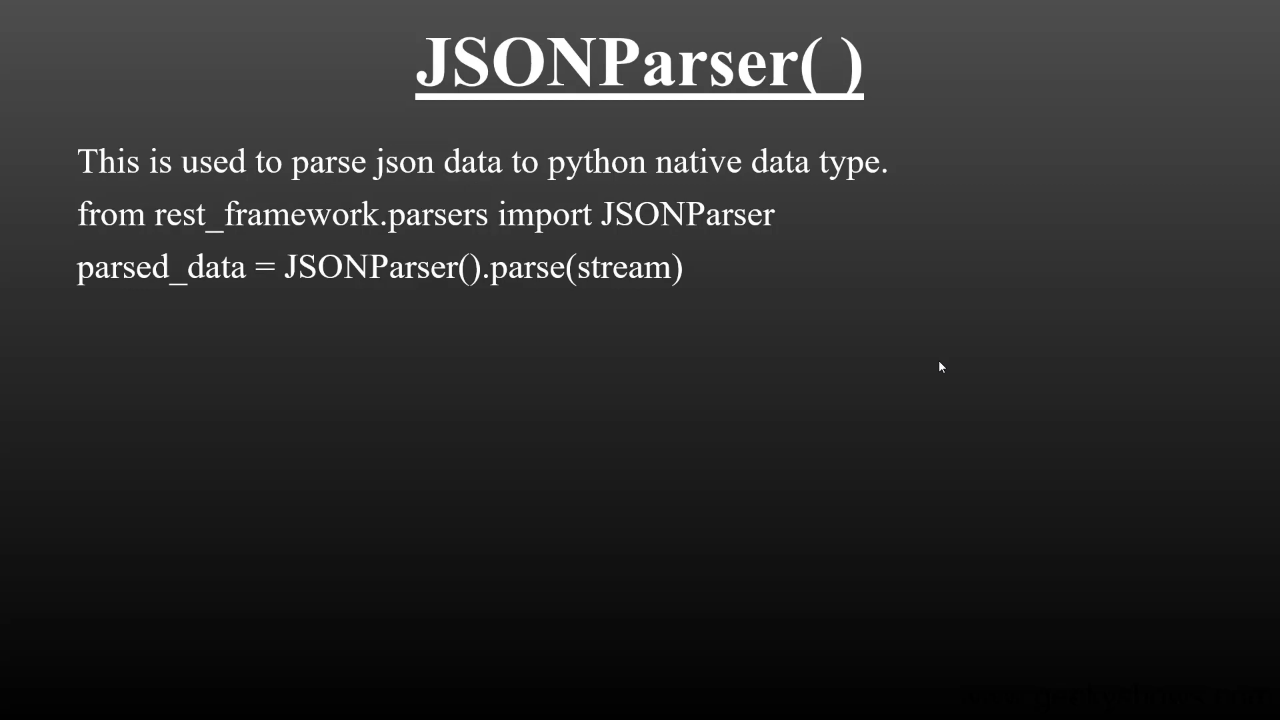 JSONParser( )
This is used to parse json data to python native data type.
from rest_framework.parsers import JSONParser
parsed_data = JSONParser().parse(stream)